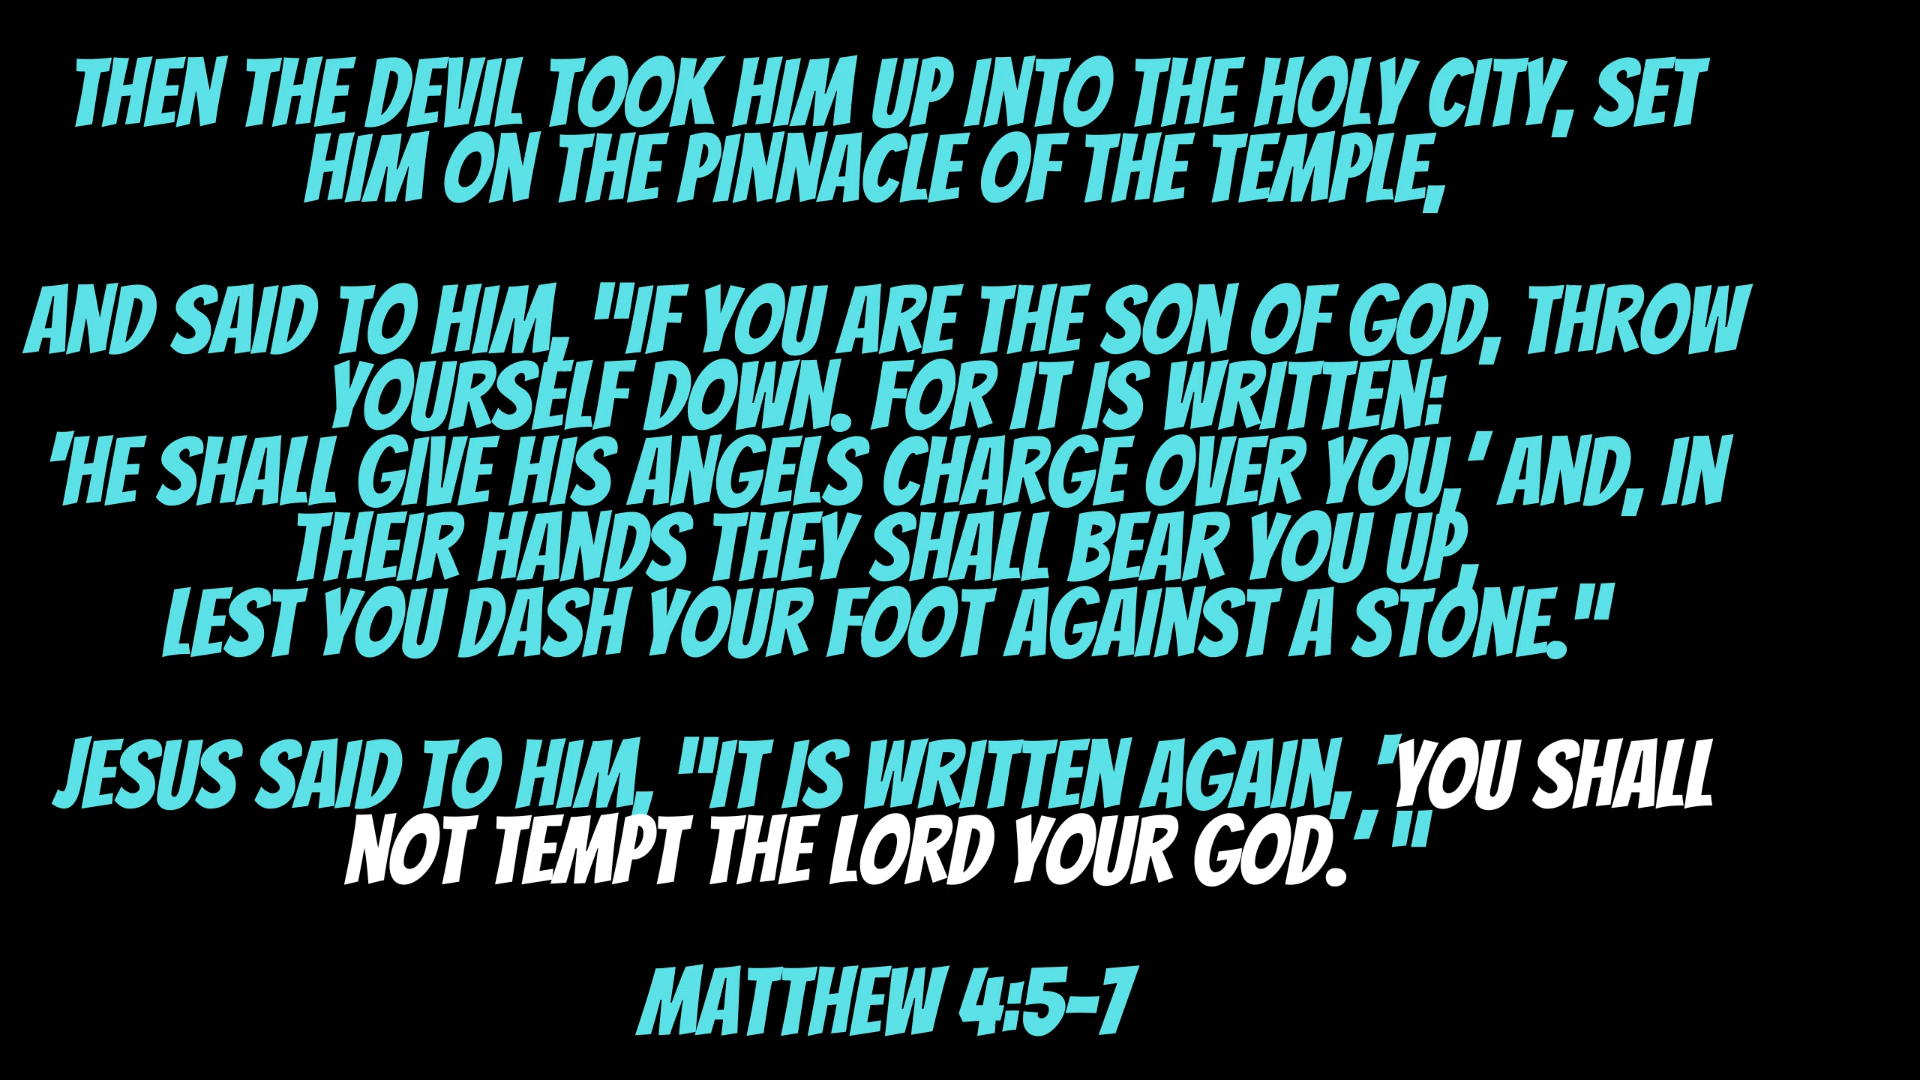 THEN THE DEVIL TOOK HIM UP INTO THE HOLY CITY, SET
HIM ON THE PINNACLE OF THE TEMPLE,
AND SAID TO HIM, "IF YOU ARE THE SON OF GOD, THROW
YOURSELF DOWN. FOR IT IS WRITTEN:
'HE SHALL GIVE HIS ANGELS CHARGE OVER YOU,' AND, IN
THEIR HANDS THEY SHALL BEAR YOU UP,
LEST YOU DASH YOUR FOOT AGAINST A STONE."
JESUS SAID TO HIM, "IT IS WRITTEN AGAIN, 'YOU SHALL
NOT TEMPT THE LORD YOUR GOD.' "
MATTHEW 4:5-7